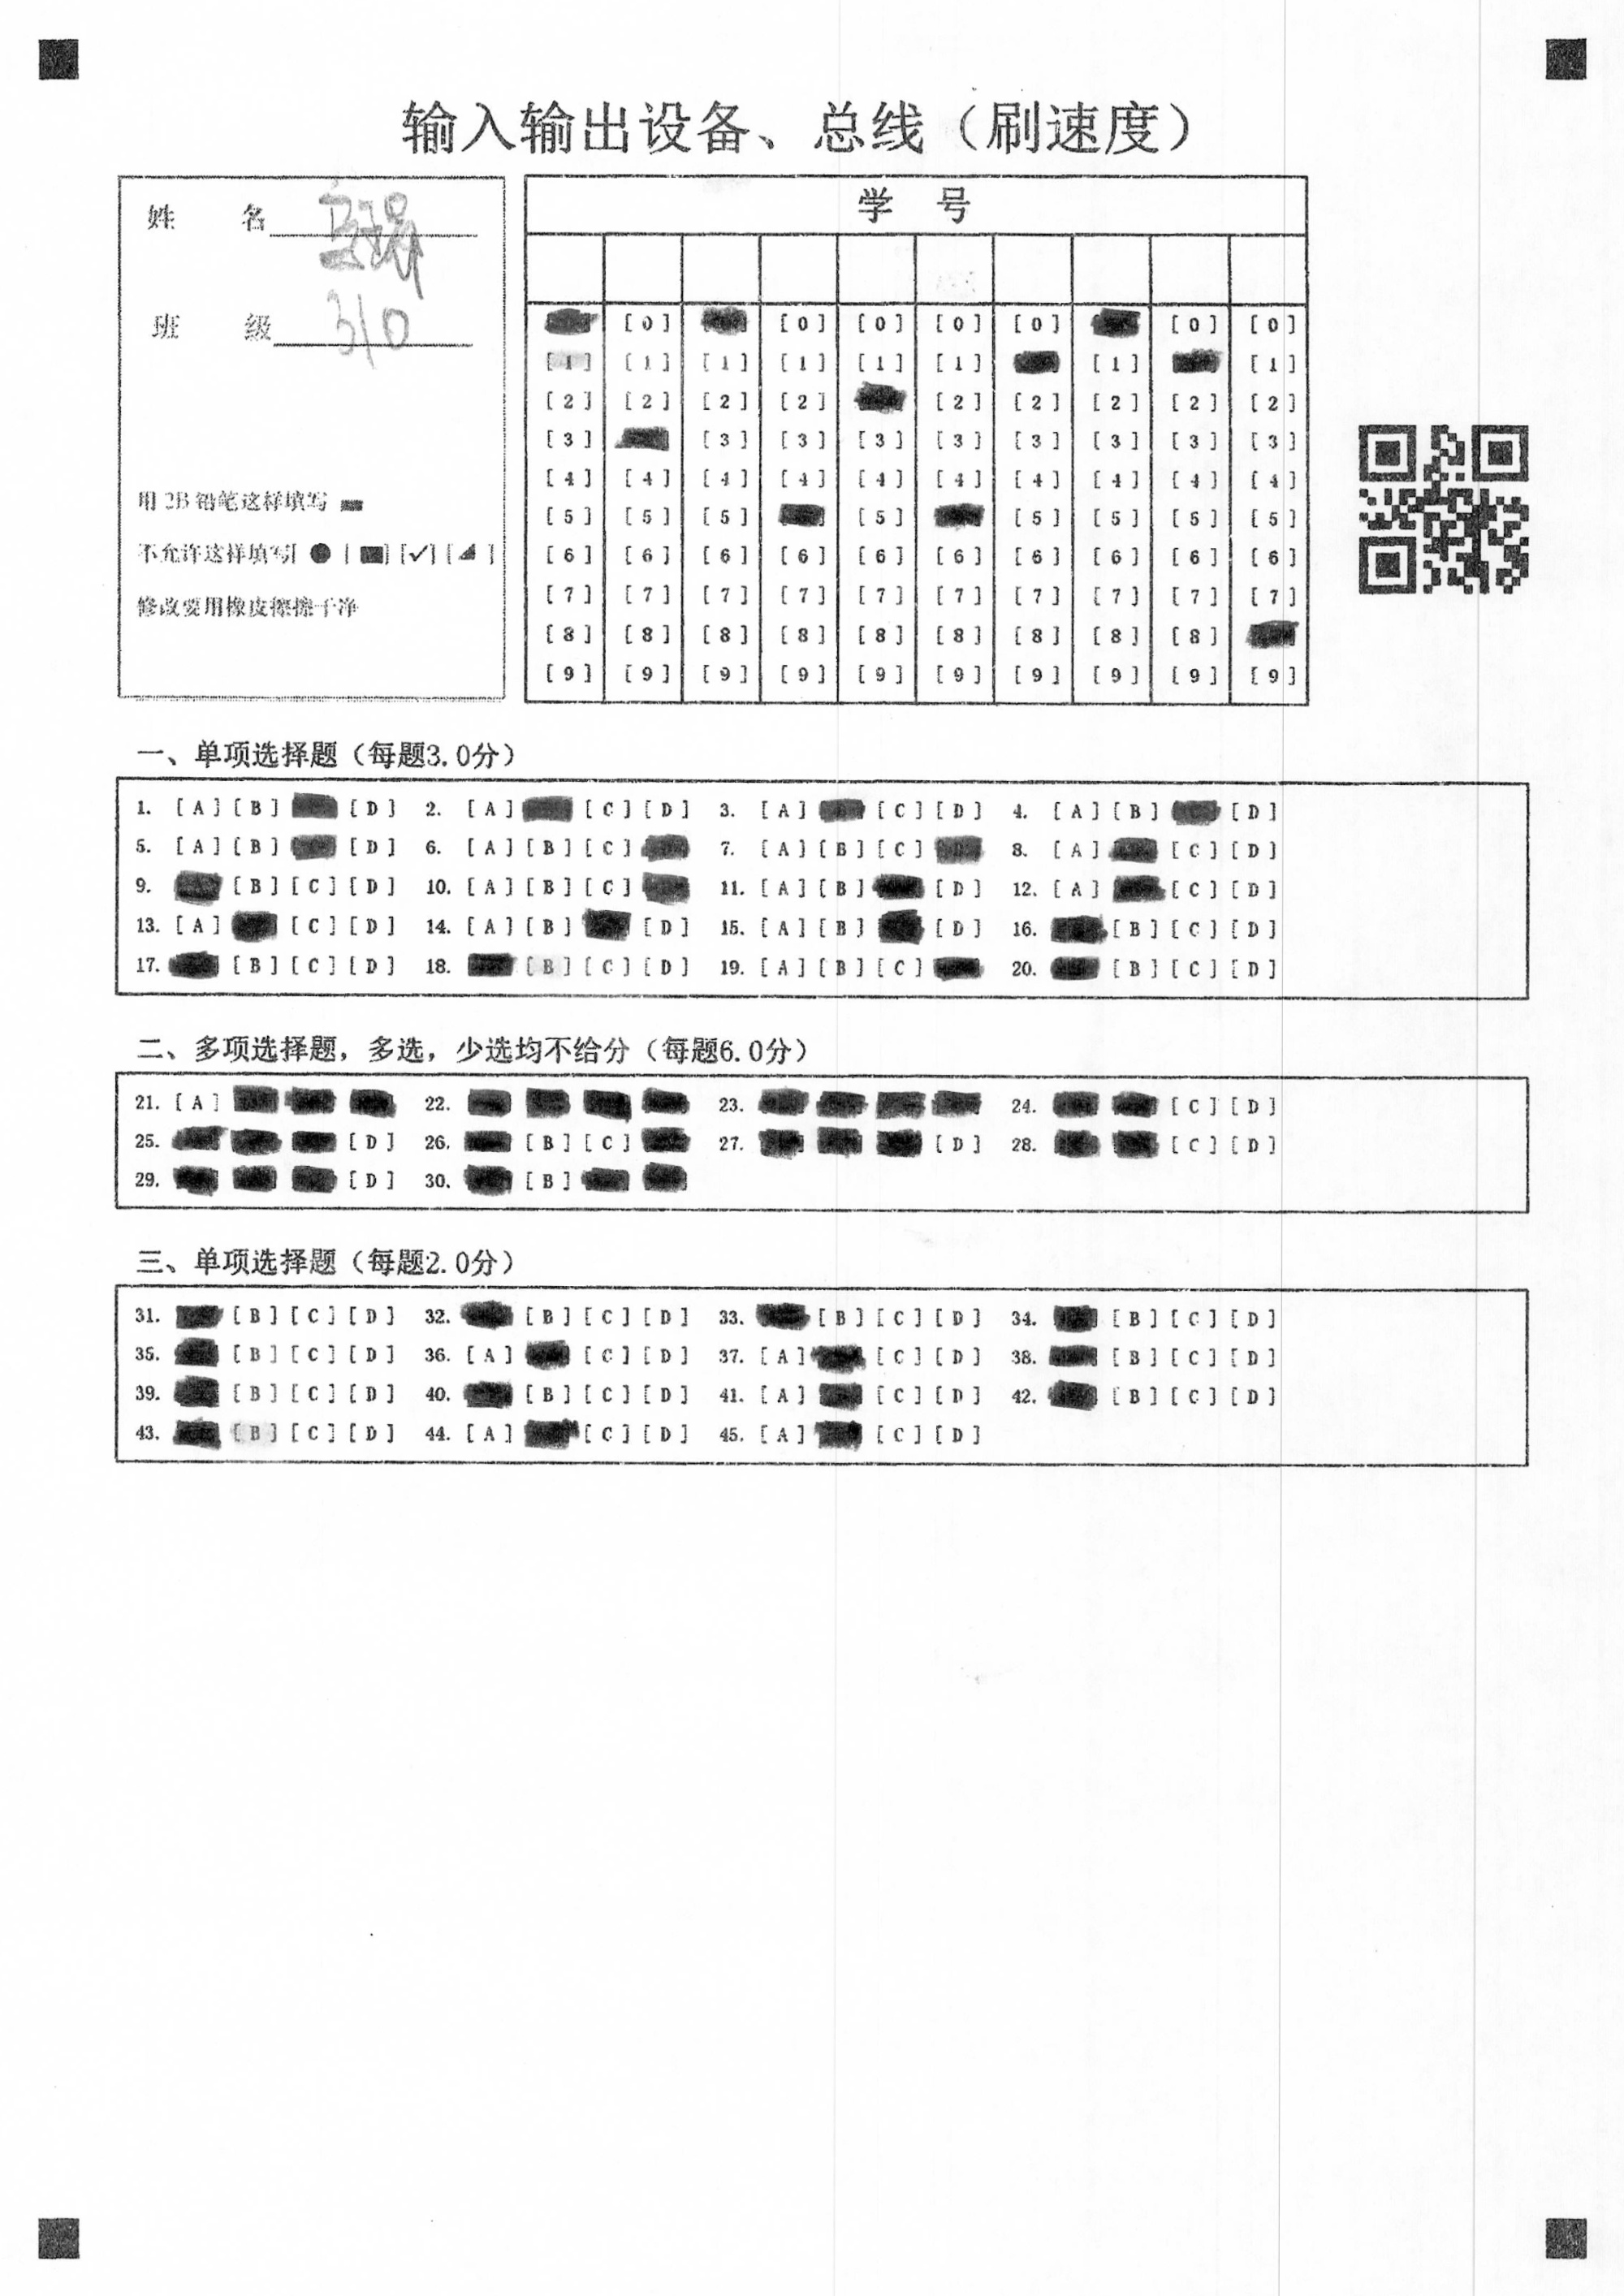 输入输出设备、总线（刷速度）
姓 名
班 级 310
用 2B 铅笔这样填写
不允许这样填写[ ● ] [ ■ ] [✓] [◢ ]
修改要用橡皮擦擦干净
学 号
[0] [0] [0] [0] [0] [0] [0]
[1] [1] [1] [1] [1] [1] [1] [1]
[2] [2] [2] [2] [2] [2] [2] [2] [2]
[3] [3] [3] [3] [3] [3] [3] [3] [3]
[4] [4] [4] [4] [4] [4] [4] [4] [4] [4]
[5] [5] [5] [5] [5] [5] [5] [5]
[6] [6] [6] [6] [6] [6] [6] [6] [6] [6]
[7] [7] [7] [7] [7] [7] [7] [7] [7] [7]
[8] [8] [8] [8] [8] [8] [8] [8] [8]
[9] [9] [9] [9] [9] [9] [9] [9] [9] [9]
一、单项选择题（每题3.0分）
1. [A] [B] [D] 2. [A] [C] [D] 3. [A] [C] [D] 4. [A] [B] [D]
5. [A] [B] [D] 6. [A] [B] [C] 7. [A] [B] [C] 8. [A] [C] [D]
9. [B] [C] [D] 10. [A] [B] [C] 11. [A] [B] [D] 12. [A] [C] [D]
13. [A] [C] [D] 14. [A] [B] [D] 15. [A] [B] [D] 16. [B] [C] [D]
17. [B] [C] [D] 18. [B] [C] [D] 19. [A] [B] [C] 20. [B] [C] [D]
二、多项选择题，多选，少选均不给分（每题6.0分）
21. [A] 22. 23. 24. [C] [D]
25. [D] 26. [B] [C] 27. [D] 28. [C] [D]
29. [D] 30. [B]
三、单项选择题（每题2.0分）
31. [B] [C] [D] 32. [B] [C] [D] 33. [B] [C] [D] 34. [B] [C] [D]
35. [B] [C] [D] 36. [A] [C] [D] 37. [A] [C] [D] 38. [B] [C] [D]
39. [B] [C] [D] 40. [B] [C] [D] 41. [A] [C] [D] 42. [B] [C] [D]
43. [B] [C] [D] 44. [A] [C] [D] 45. [A] [C] [D]